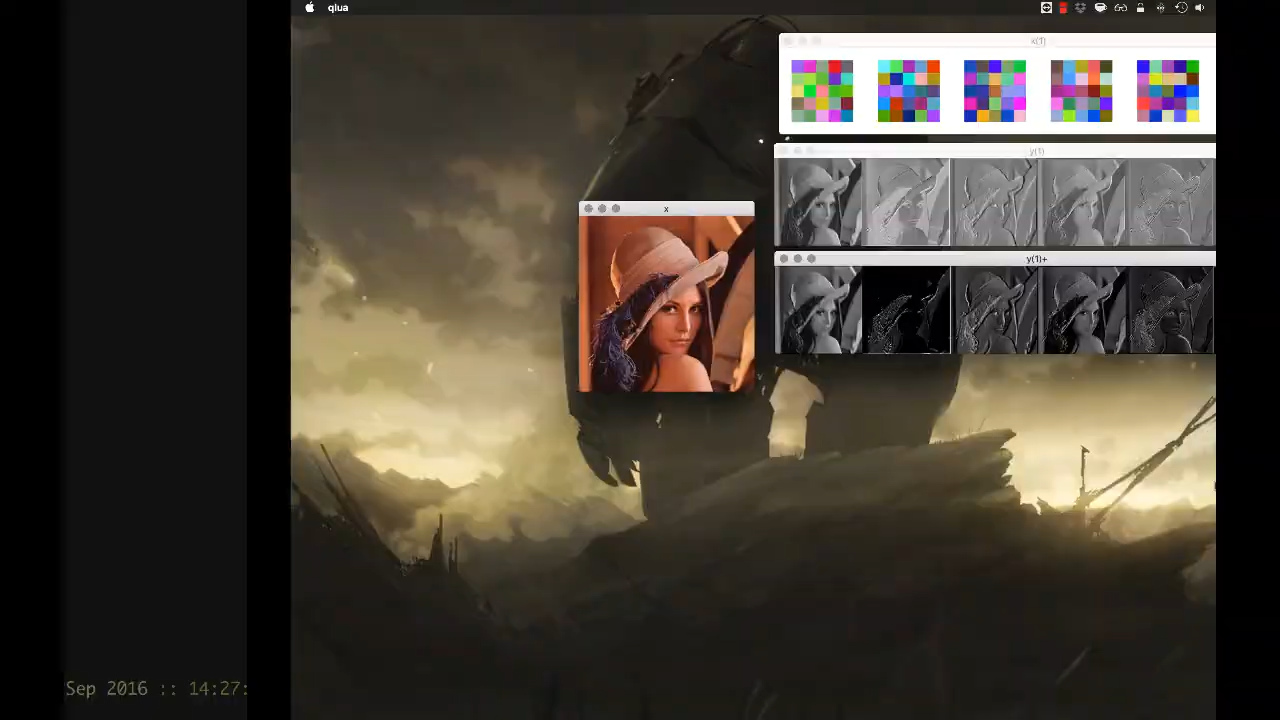 qlua
k(1)
y(1)
x
y(1)+
Sep 2016 :: 14:27: